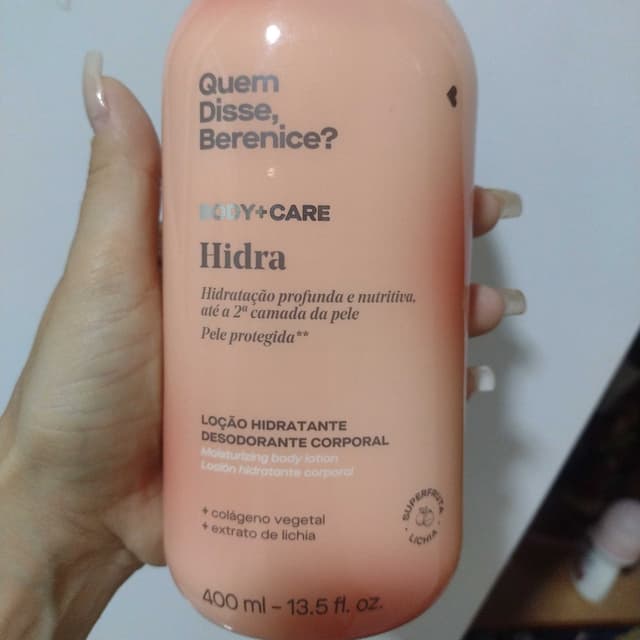 Quem
Disse,
Berenice?
BODY+CARE
Hidra
Hidratação profunda e nutritiva,
até a 2ª camada da pele
Pele protegida**
LOÇÃO HIDRATANTE
DESODORANTE CORPORAL
Moisturizing body lotion
Losión hidratante corporal
+ colágeno vegetal
+ extrato de lichia
SUPERFRUTA
LICHIA
400 ml - 13.5 fl. oz.